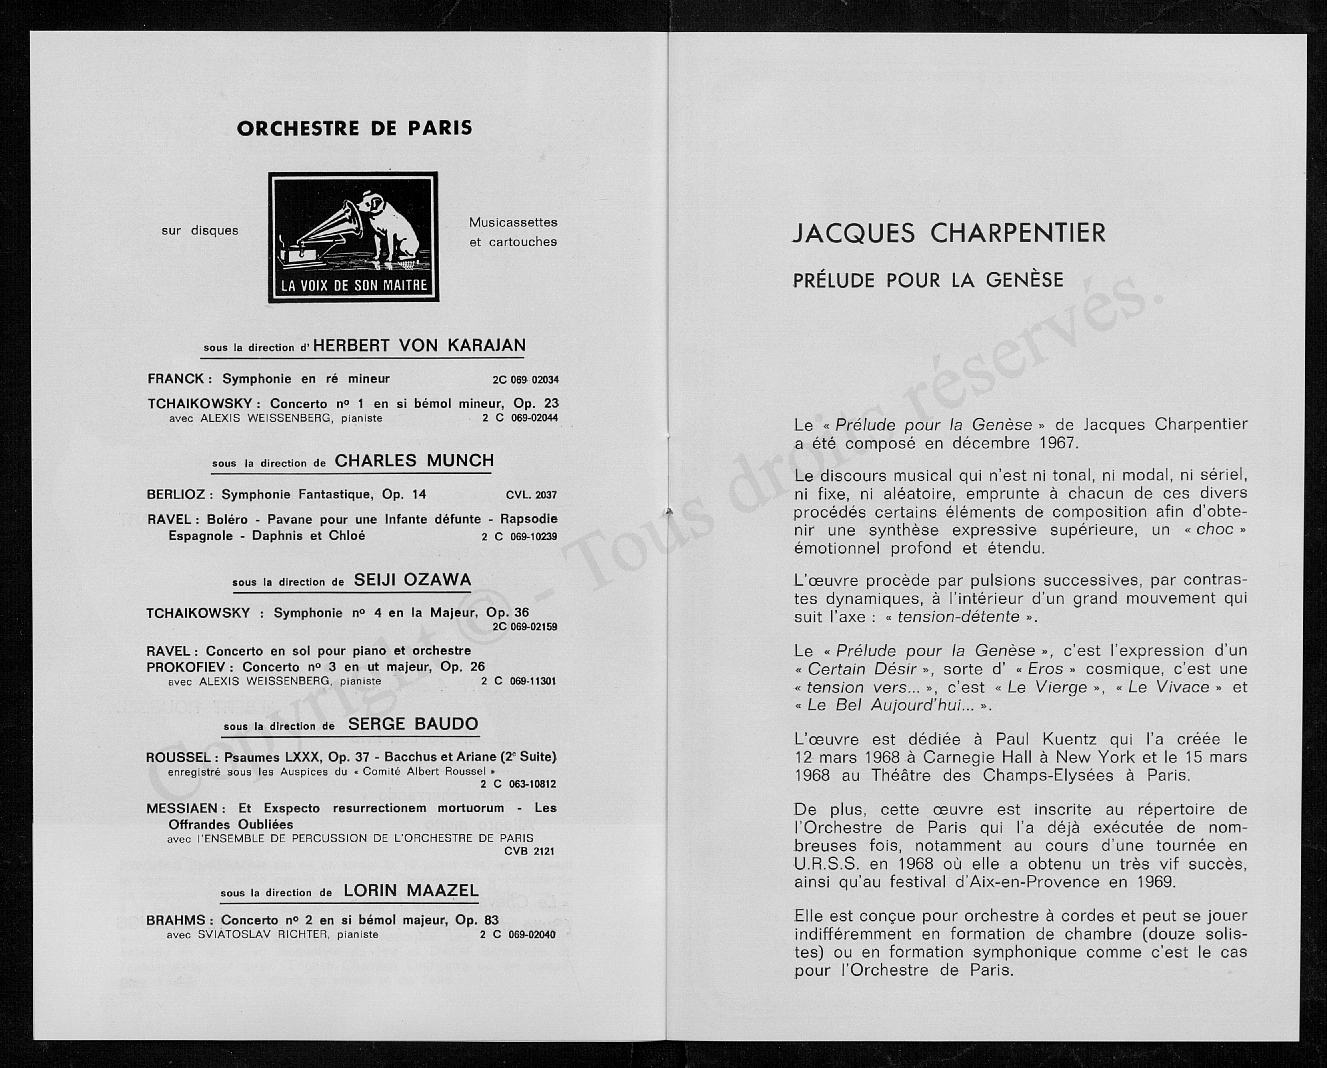 ORCHESTRE DE PARIS
sur disques
LA VOIX DE SON MAITRE
Musicassettes
et cartouches
sous la direction d' HERBERT VON KARAJAN
FRANCK : Symphonie en ré mineur 2C 069-02034
TCHAIKOWSKY : Concerto nº 1 en si bémol mineur, Op. 23
avec ALEXIS WEISSENBERG, pianiste 2 C 069-02044
sous la direction de CHARLES MUNCH
BERLIOZ : Symphonie Fantastique, Op. 14 CVL. 2037
RAVEL : Boléro - Pavane pour une Infante défunte - Rapsodie
Espagnole - Daphnis et Chloé 2 C 069-10239
sous la direction de SEIJI OZAWA
TCHAIKOWSKY : Symphonie nº 4 en la Majeur, Op. 36
2C 069-02159
RAVEL : Concerto en sol pour piano et orchestre
PROKOFIEV : Concerto nº 3 en ut majeur, Op. 26
avec ALEXIS WEISSENBERG, pianiste 2 C 069-11301
sous la direction de SERGE BAUDO
ROUSSEL : Psaumes LXXX, Op. 37 - Bacchus et Ariane (2e Suite)
enregistré sous les Auspices du « Comité Albert Roussel »
2 C 063-10812
MESSIAEN : Et Exspecto resurrectionem mortuorum - Les
Offrandes Oubliées
avec l'ENSEMBLE DE PERCUSSION DE L'ORCHESTRE DE PARIS
CVB 2121
sous la direction de LORIN MAAZEL
BRAHMS : Concerto nº 2 en si bémol majeur, Op. 83
avec SVIATOSLAV RICHTER, pianiste 2 C 069-02040
JACQUES CHARPENTIER
PRÉLUDE POUR LA GENÈSE
Le « Prélude pour la Genèse » de Jacques Charpentier
a été composé en décembre 1967.
Le discours musical qui n'est ni tonal, ni modal, ni sériel,
ni fixe, ni aléatoire, emprunte à chacun de ces divers
procédés certains éléments de composition afin d'obte-
nir une synthèse expressive supérieure, un « choc »
émotionnel profond et étendu.
L'œuvre procède par pulsions successives, par contras-
tes dynamiques, à l'intérieur d'un grand mouvement qui
suit l'axe : « tension-détente ».
Le « Prélude pour la Genèse », c'est l'expression d'un
« Certain Désir », sorte d' « Eros » cosmique, c'est une
« tension vers... », c'est « Le Vierge », « Le Vivace » et
« Le Bel Aujourd'hui... ».
L'œuvre est dédiée à Paul Kuentz qui l'a créée le
12 mars 1968 à Carnegie Hall à New York et le 15 mars
1968 au Théâtre des Champs-Elysées à Paris.
De plus, cette œuvre est inscrite au répertoire de
l'Orchestre de Paris qui l'a déjà exécutée de nom-
breuses fois, notamment au cours d'une tournée en
U.R.S.S. en 1968 où elle a obtenu un très vif succès,
ainsi qu'au festival d'Aix-en-Provence en 1969.
Elle est conçue pour orchestre à cordes et peut se jouer
indifféremment en formation de chambre (douze solis-
tes) ou en formation symphonique comme c'est le cas
pour l'Orchestre de Paris.
Copyright © - Tous droits réservés.